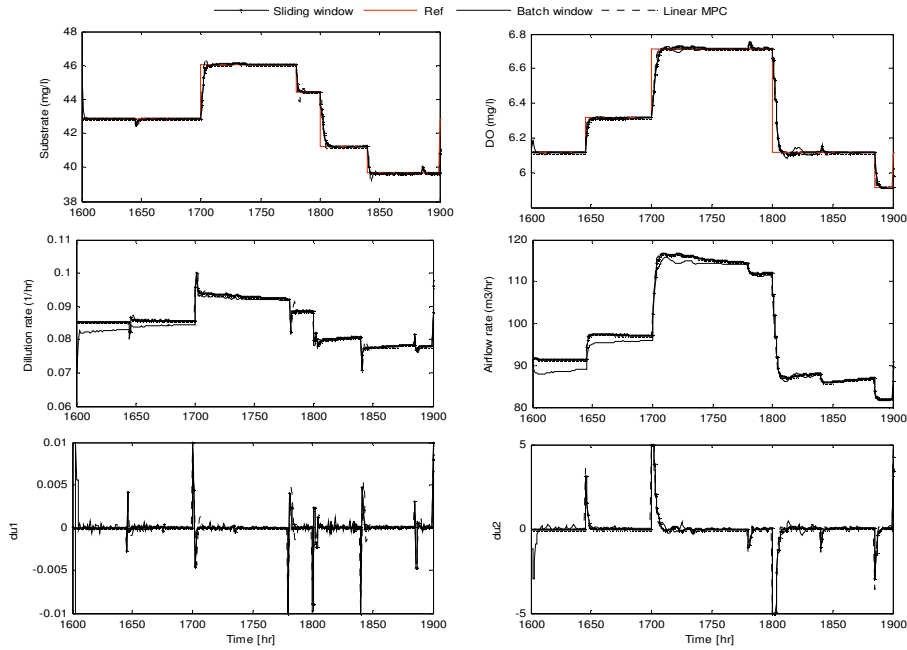 Sliding window Ref Batch window Linear MPC
Substrate (mg/l)
46
43
40
38
1600 1650 1700 1750 1800 1850 1900
DO (mg/l)
6.8
6.6
6.4
6.2
6
1600 1650 1700 1750 1800 1850 1900
Dillution rate (1/hr)
0.11
0.1
0.09
0.08
0.07
0.06
1600 1650 1700 1750 1800 1850 1900
Airflow rate (m3/hr)
120
110
100
90
80
1600 1650 1700 1750 1800 1850 1900
du1
0.01
0.005
0
-0.005
-0.01
1600 1650 1700 1750 1800 1850 1900
Time [hr]
du2
5
0
-5
1600 1650 1700 1750 1800 1850 1900
Time [hr]